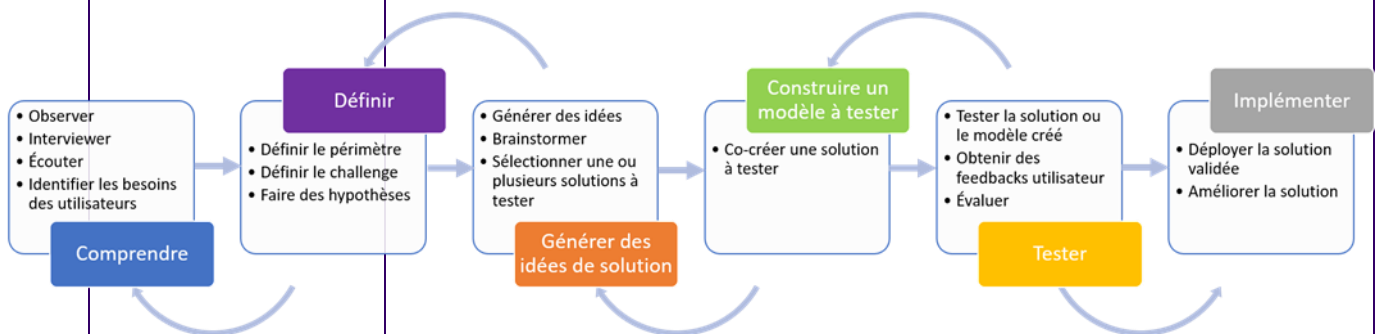 • Observer
• Interviewer
• Écouter
• Identifier les besoins
des utilisateurs
Comprendre
Définir
• Définir le périmètre
• Définir le challenge
• Faire des hypothèses
• Générer des idées
• Brainstormer
• Sélectionner une ou
plusieurs solutions à
tester
Générer des
idées de solution
Construire un
modèle à tester
• Co-créer une solution
à tester
• Tester la solution ou
le modèle créé
• Obtenir des
feedbacks utilisateur
• Évaluer
Tester
Implémenter
• Déployer la solution
validée
• Améliorer la solution